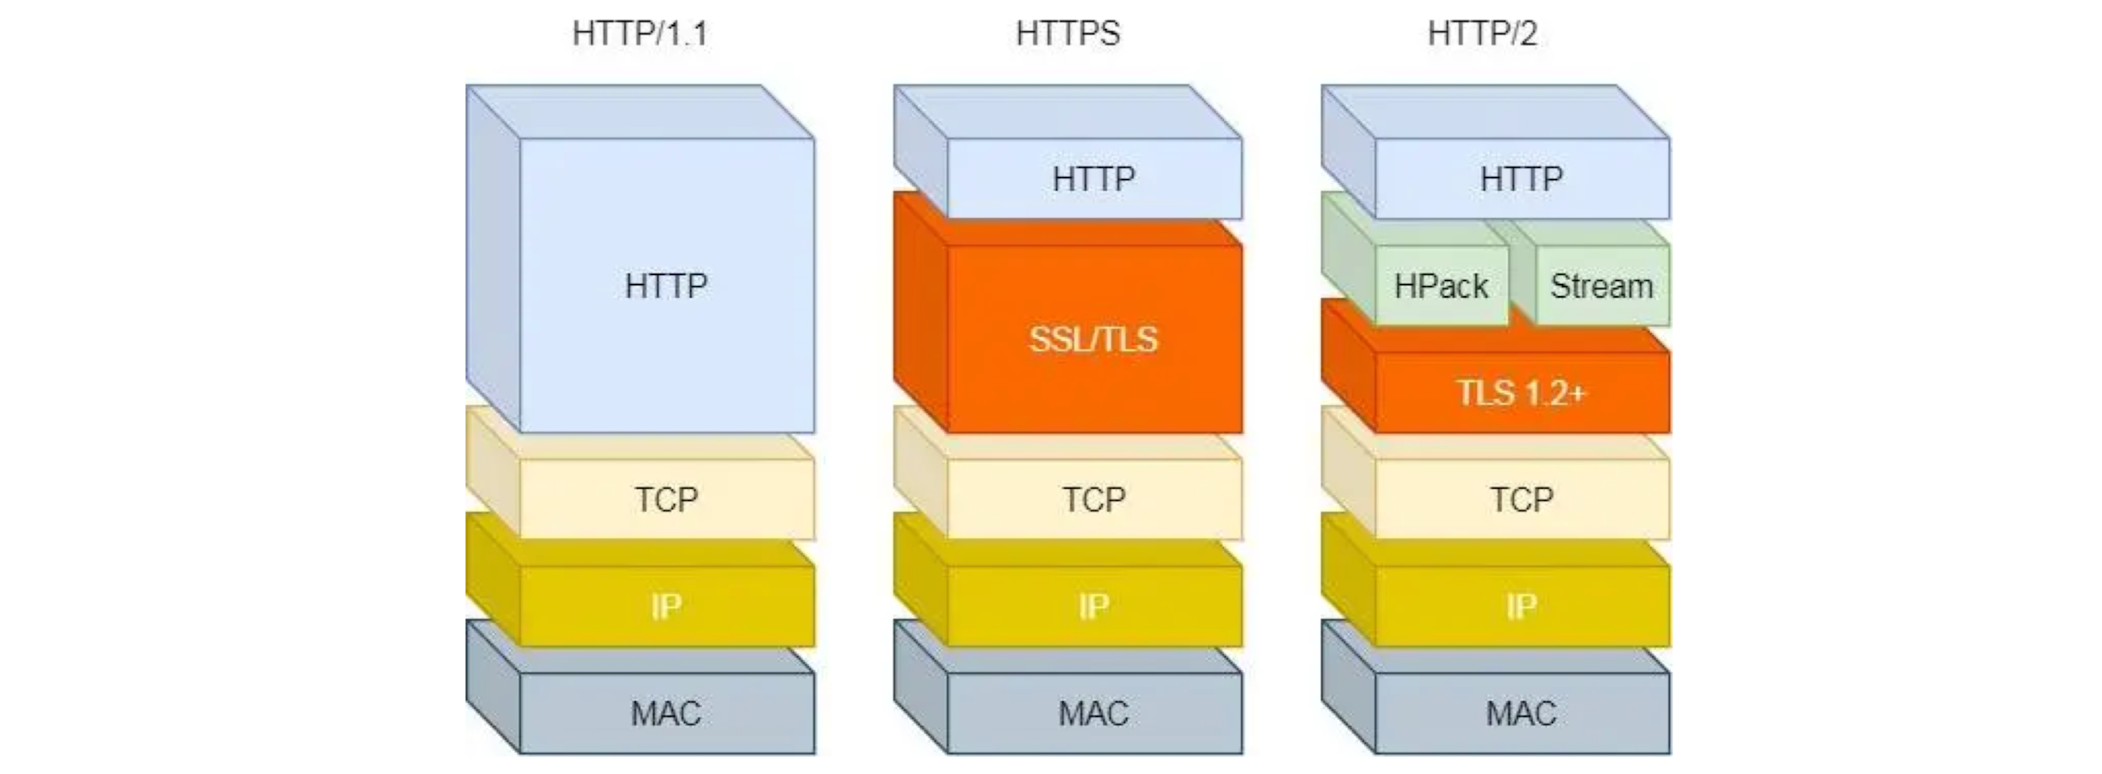 HTTP/1.1
HTTP
TCP
IP
MAC
HTTPS
HTTP
SSL/TLS
TCP
IP
MAC
HTTP/2
HTTP
HPack
Stream
TLS 1.2+
TCP
IP
MAC